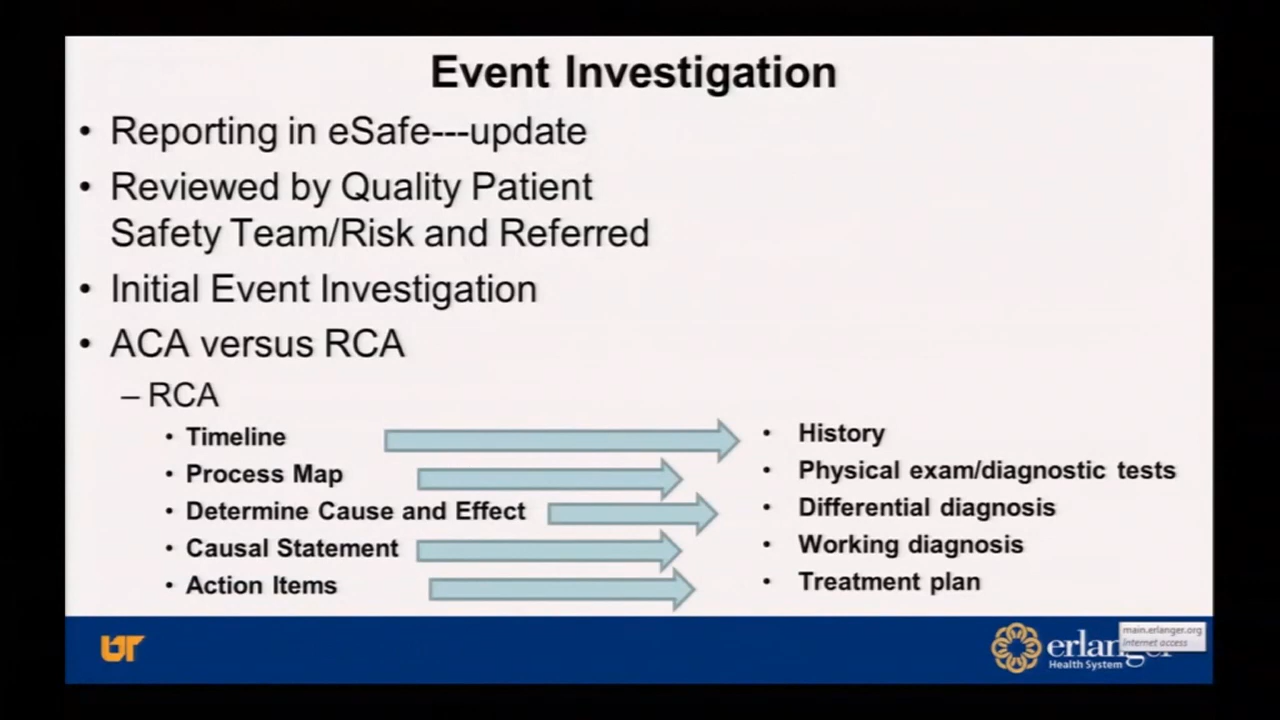 Event Investigation
• Reporting in eSafe---update
• Reviewed by Quality Patient
Safety Team/Risk and Referred
• Initial Event Investigation
• ACA versus RCA
– RCA
• Timeline
• History
• Process Map
• Physical exam/diagnostic tests
• Determine Cause and Effect
• Differential diagnosis
• Causal Statement
• Working diagnosis
• Action Items
• Treatment plan
UT
erlanger
Health System
main.erlanger.org
Internet access